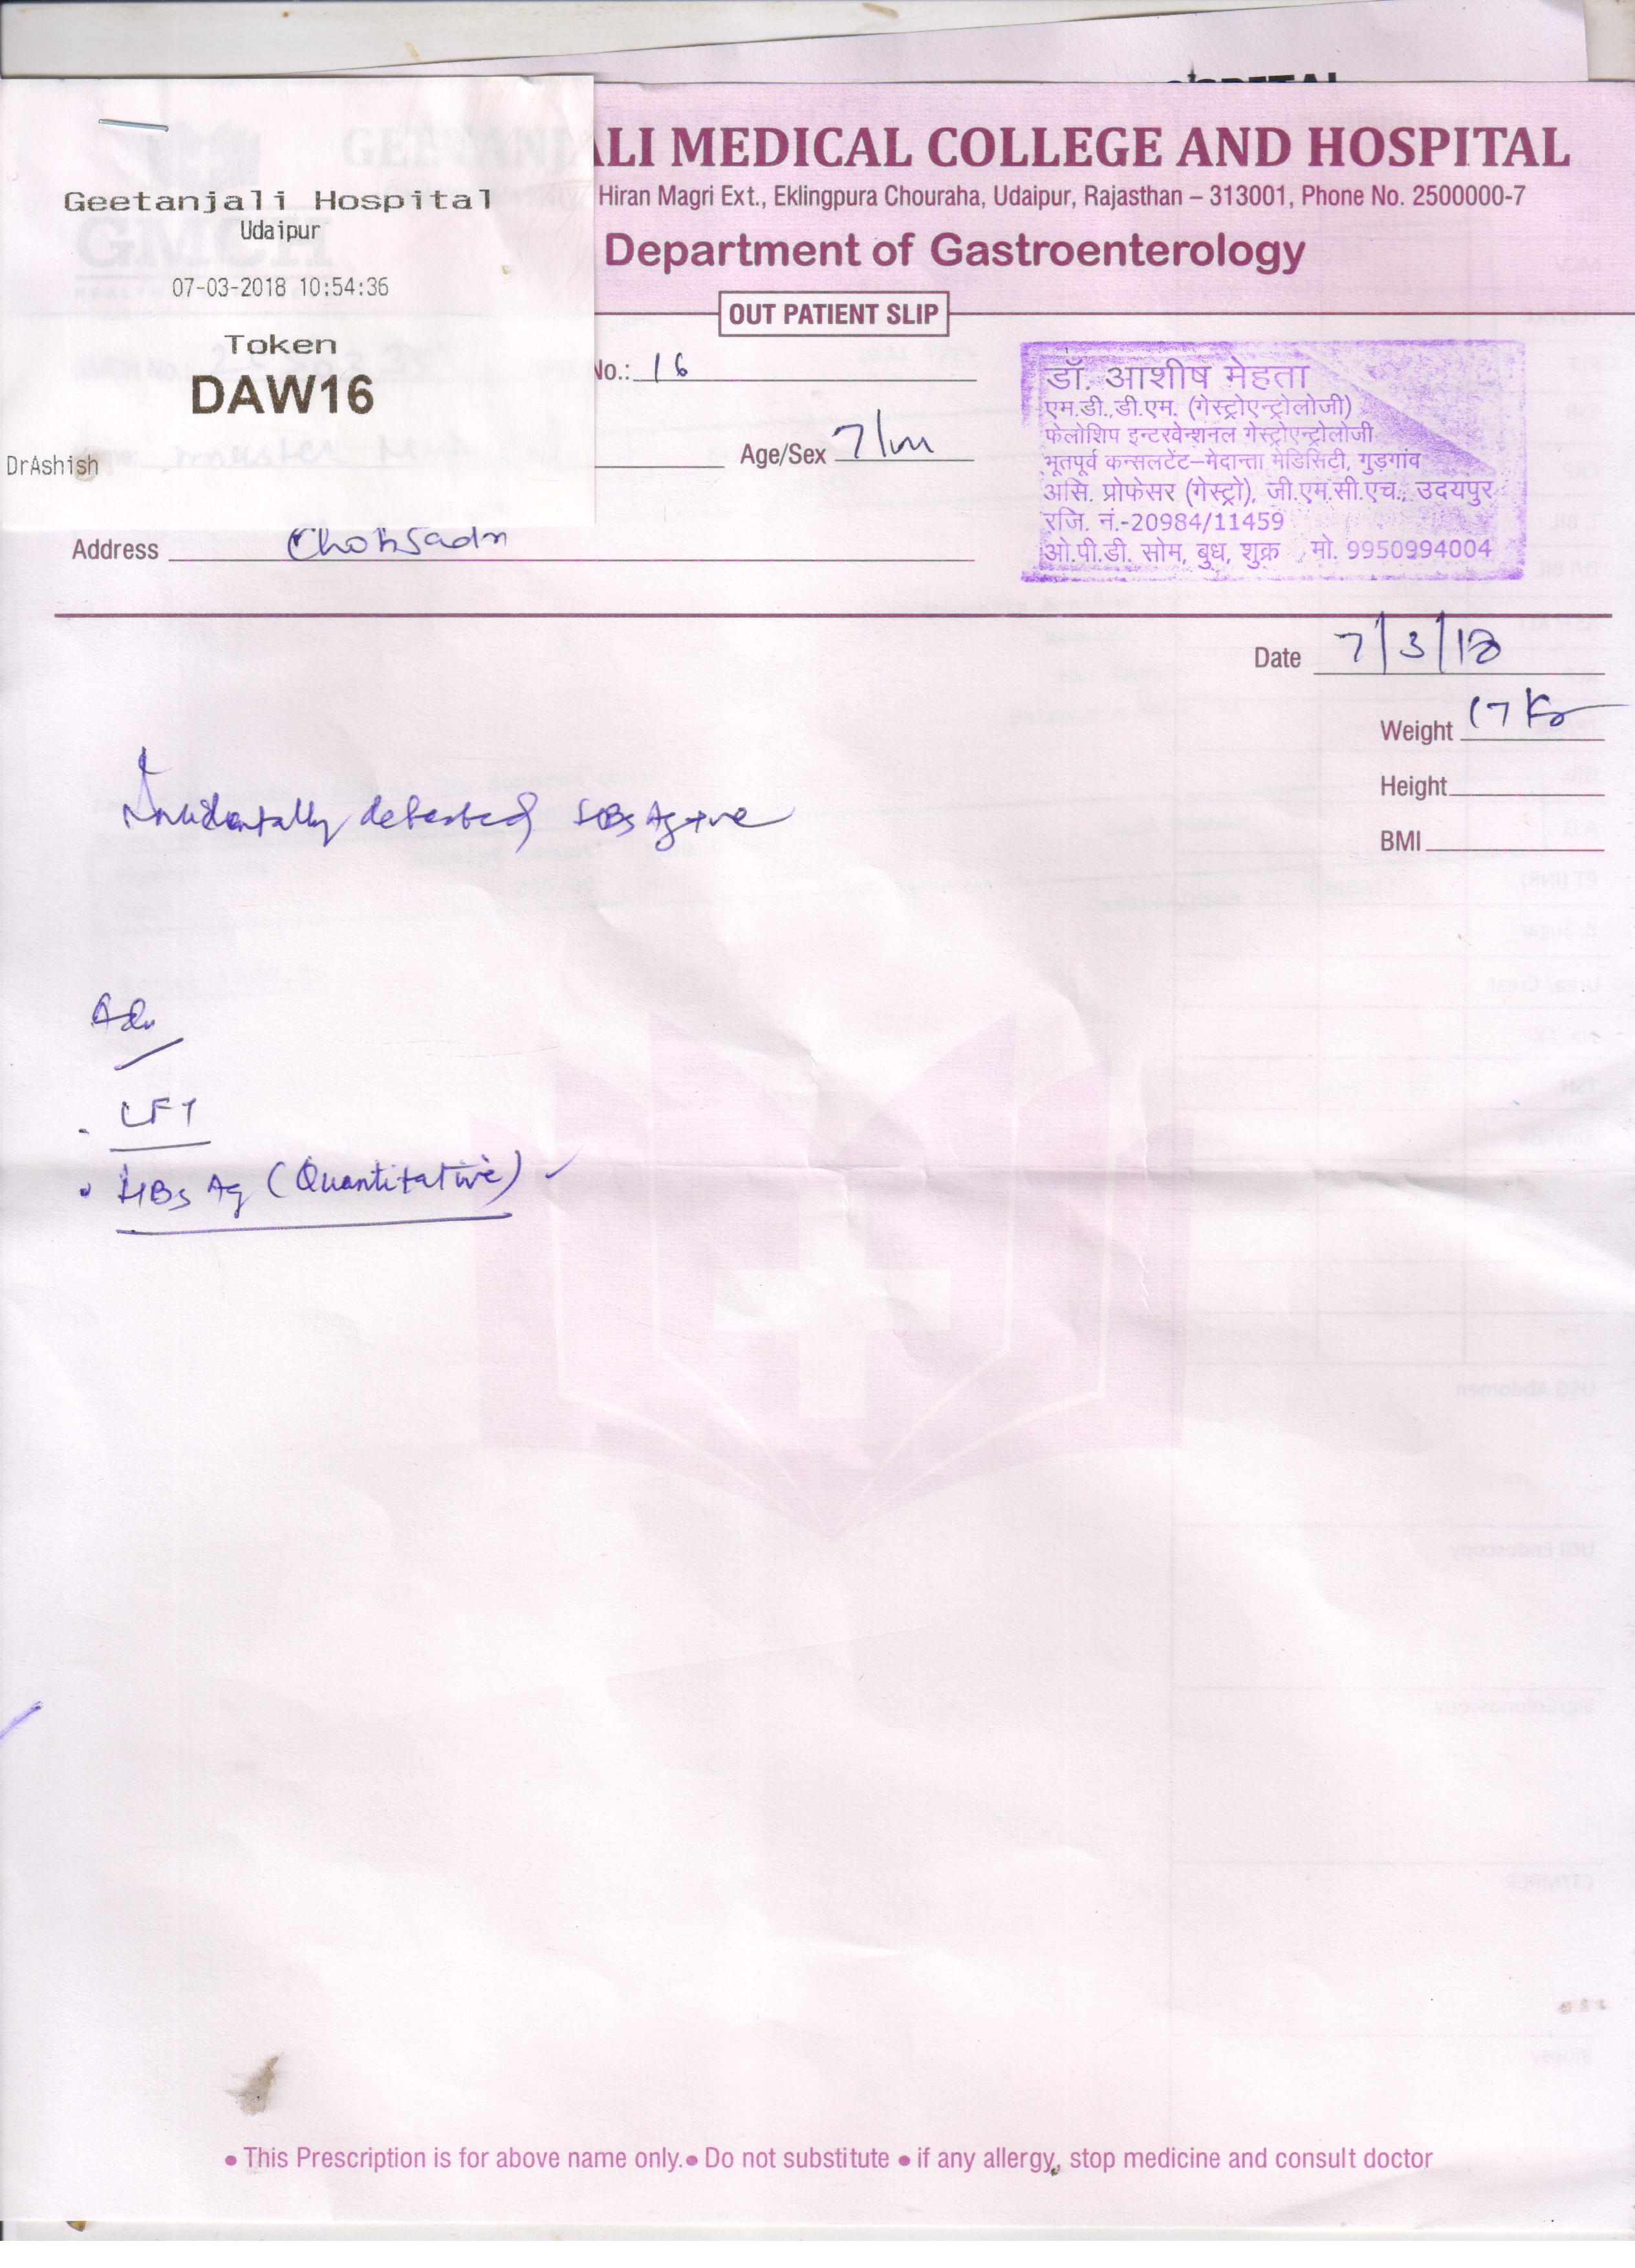 LI MEDICAL COLLEGE AND HOSPITAL
Hiran Magri Ext., Eklingpura Chouraha, Udaipur, Rajasthan – 313001, Phone No. 2500000-7
Department of Gastroenterology
OUT PATIENT SLIP
Geetanjali Hospital
Udaipur
07-03-2018 10:54:36
Token
DAW16
DrAshish
No.: 16
Age/Sex 7/m
Address
डॉ. आशीष मेहता
एम.डी.,डी.एम. (गेस्ट्रोएन्ट्रोलोजी)
फेलोशिप इन्टरवेन्शनल गेस्ट्रोएन्ट्रोलोजी
भूतपूर्व कन्सलटेंट–मेदान्ता मेडिसिटी, गुड़गांव
असि. प्रोफेसर (गेस्ट्रो), जी.एम.सी.एच., उदयपुर
रजि. नं.-20984/11459
ओ.पी.डी. सोम, बुध, शुक्र मो. 9950994004
Date 7/3/18
Weight 17 Kg
Height
BMI
Incidentally detected HBsAg +ve
Adv
. LFT
. HBs Ag (Quantitative) ✓
• This Prescription is for above name only. • Do not substitute • if any allergy, stop medicine and consult doctor